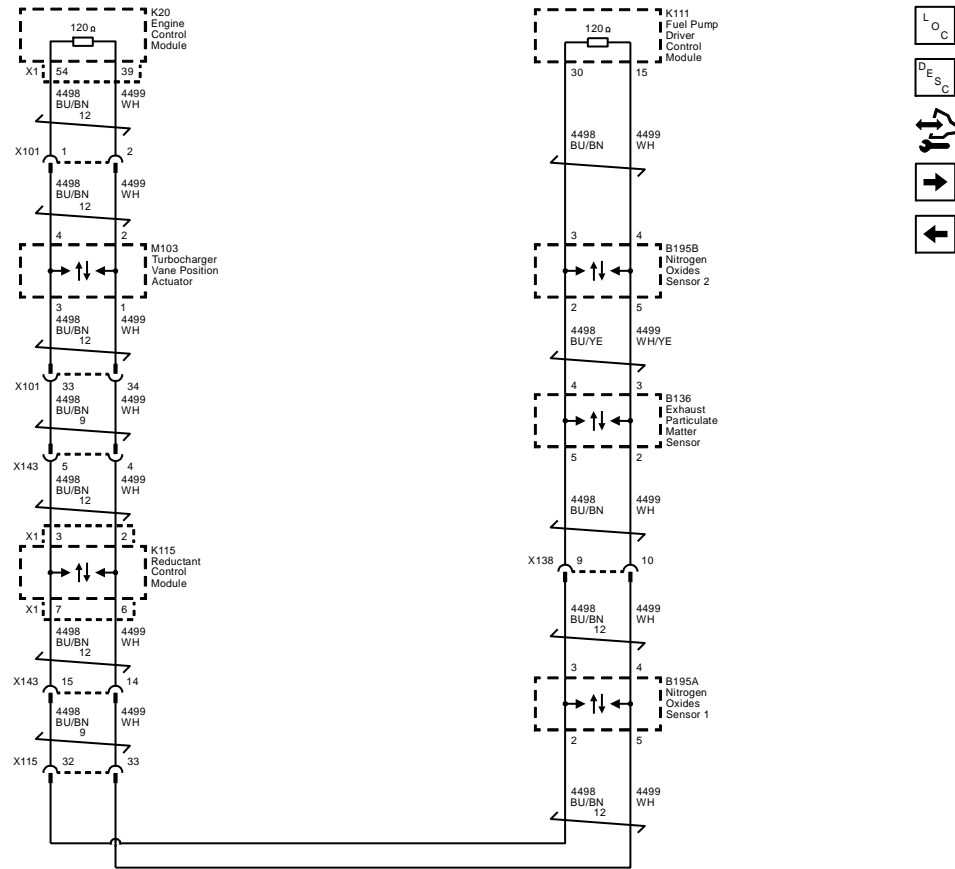 K20
Engine
Control
Module
120 Ω
X1 54 39
4498
BU/BN
4499
WH
12
X101 1 2
4498
BU/BN
4499
WH
12
4 2
M103
Turbocharger
Vane Position
Actuator
3 1
4498
BU/BN
4499
WH
12
X101 33 34
4498
BU/BN
4499
WH
9
X143 5 4
4498
BU/BN
4499
WH
12
X1 3 2
K115
Reductant
Control
Module
X1 7 6
4498
BU/BN
4499
WH
12
X143 15 14
4498
BU/BN
4499
WH
9
X115 32 33
K111
Fuel Pump
Driver
Control
Module
120 Ω
30 15
4498
BU/BN
4499
WH
3 4
B195B
Nitrogen
Oxides
Sensor 2
2 5
4498
BU/YE
4499
WH/YE
4 3
B136
Exhaust
Particulate
Matter
Sensor
5 2
4498
BU/BN
4499
WH
X138 9 10
4498
BU/BN
4499
WH
12
3 4
B195A
Nitrogen
Oxides
Sensor 1
2 5
4498
BU/BN
4499
WH
12
LOC
DESC